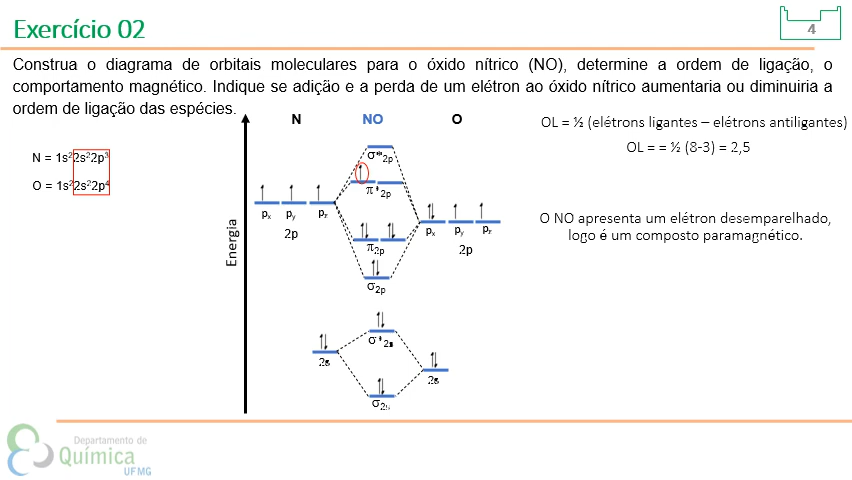 Exercício 02
4
Construa o diagrama de orbitais moleculares para o óxido nítrico (NO), determine a ordem de ligação, o
comportamento magnético. Indique se adição e a perda de um elétron ao óxido nítrico aumentaria ou diminuiria a
ordem de ligação das espécies.
N NO O
OL = ½ (elétrons ligantes – elétrons antiligantes)
OL = = ½ (8-3) = 2,5
N = 1s²2s²2p³
O = 1s²2s²2p⁴
Energia
σ*2p
π*2p
px py pz
2p
π2p
px py pz
2p
σ2p
O NO apresenta um elétron desemparelhado,
logo é um composto paramagnético.
σ*2s
2s
2s
σ2s
Departamento de
Química
UFMG